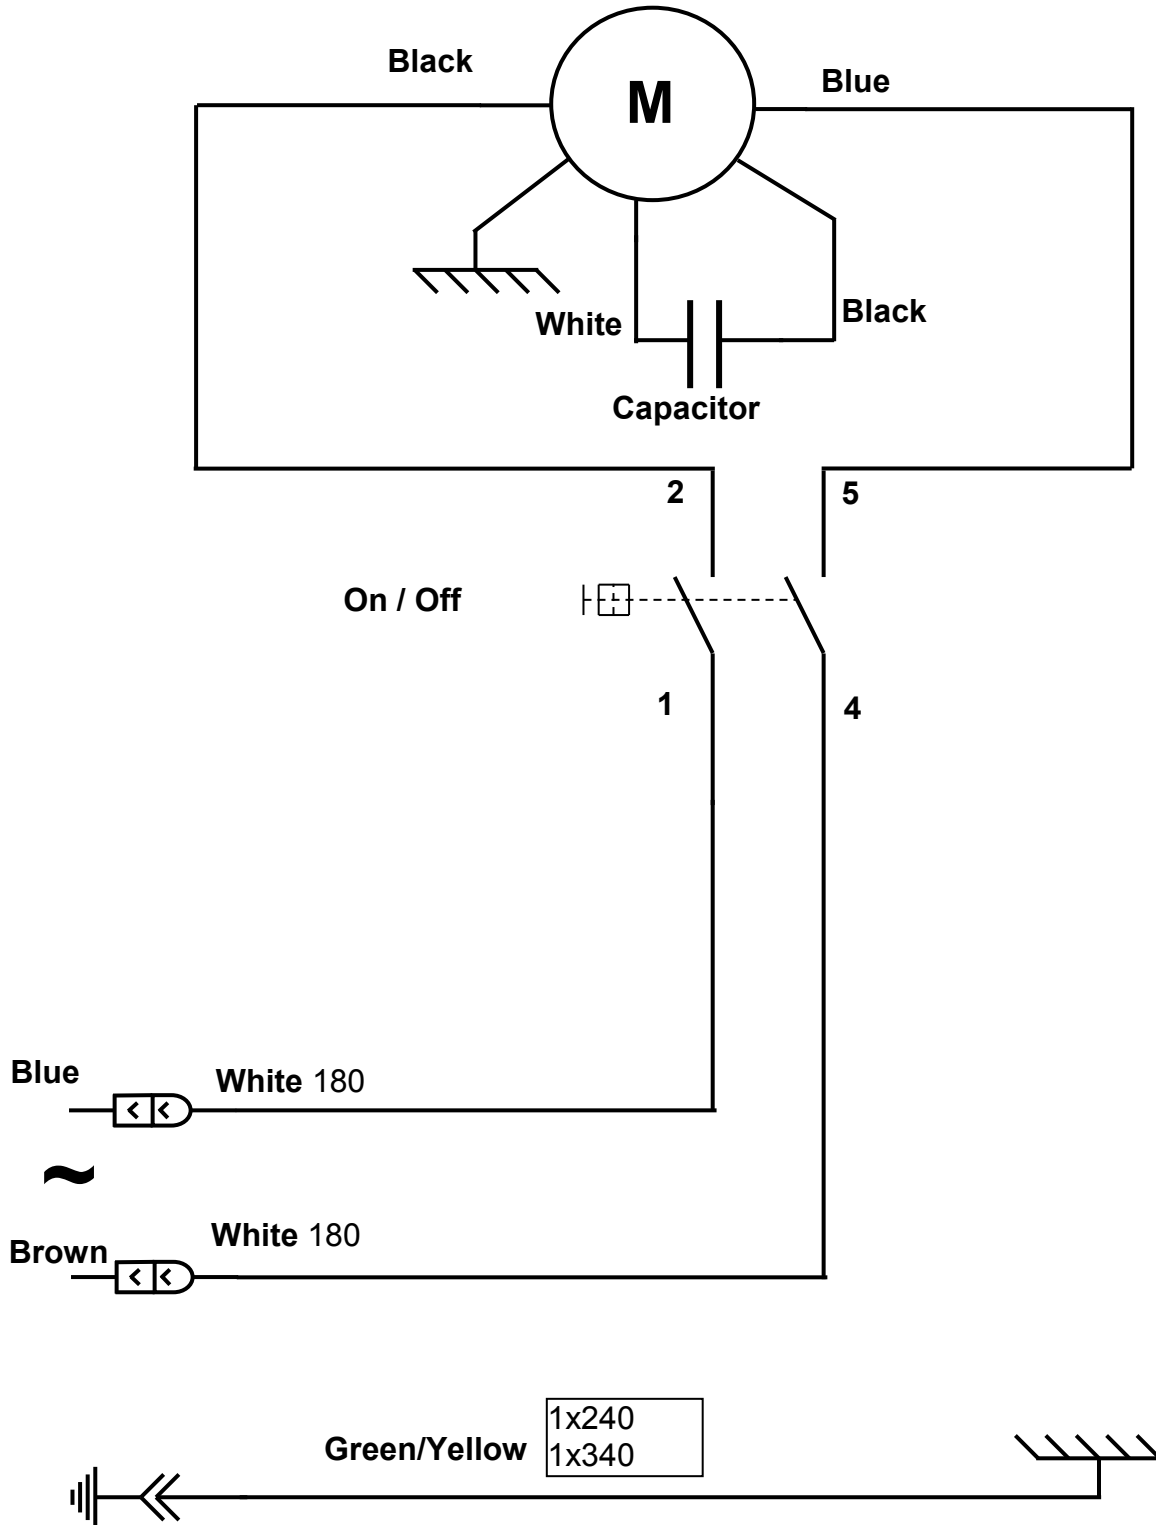 Black
M
Blue
White
Black
Capacitor
2
5
On / Off
1
4
Blue
White 180
~
Brown
White 180
Green/Yellow
1x240
1x340